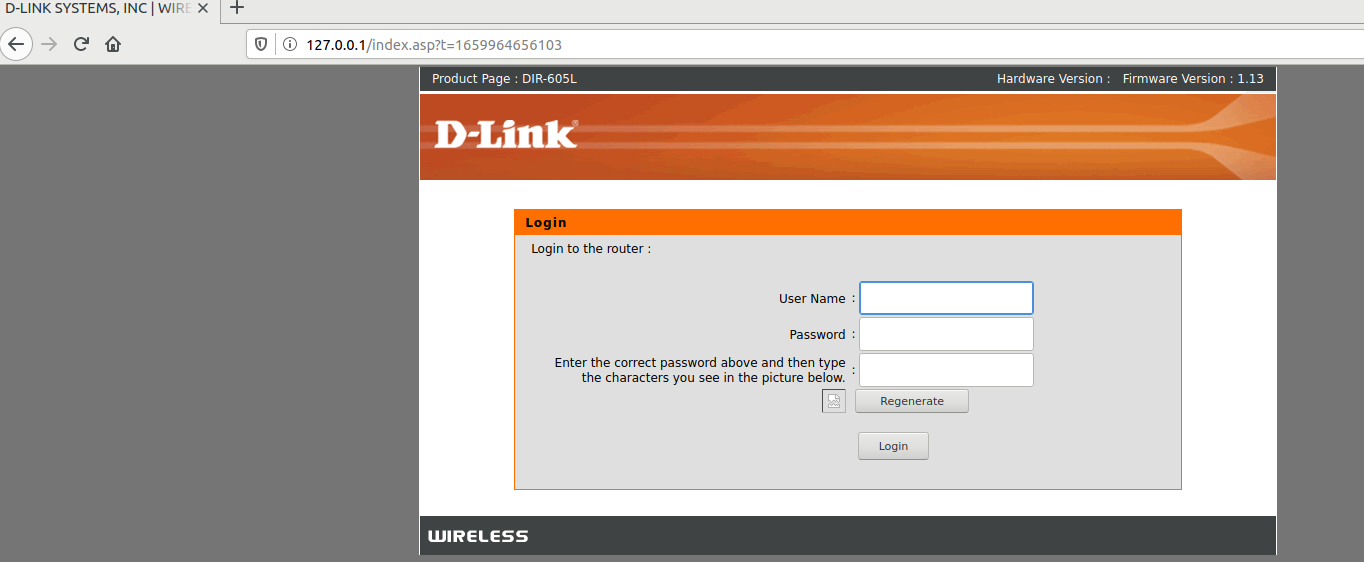 D-LINK SYSTEMS, INC | WIRE
127.0.0.1/index.asp?t=1659964656103
Product Page : DIR-605L Hardware Version : Firmware Version : 1.13
D-Link®
Login
Login to the router :
User Name :
Password :
Enter the correct password above and then type
the characters you see in the picture below. :
Regenerate
Login
WIRELESS